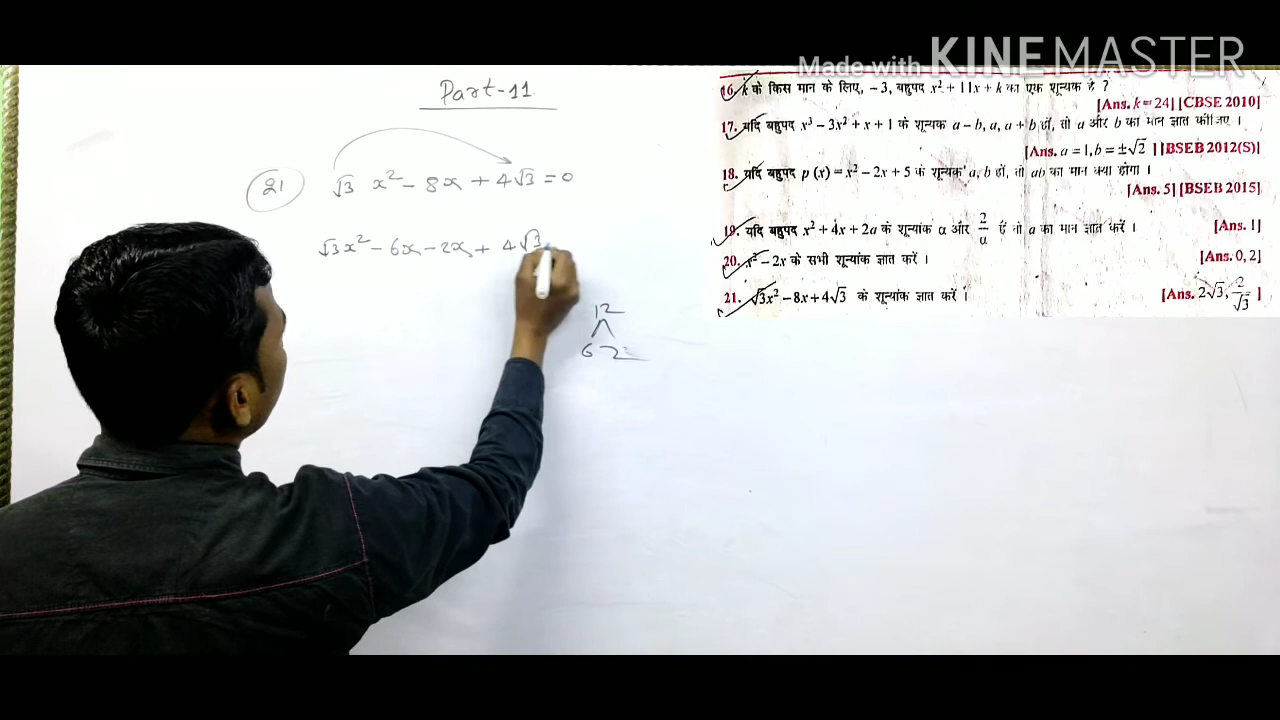 Made with KINEMASTER
Part-11
21 √3 x² - 8x + 4√3 = 0
√3x² - 6x - 2x + 4√3
12
6 2
16. k के किस मान के लिए, – 3, बहुपद x² + 11x + k का एक शून्यक है ?
[Ans. k = 24] [CBSE 2010]
17. यदि बहुपद x³ – 3x² + x + 1 के शून्यक a – b, a, a + b हों, तो a और b का मान ज्ञात कीजिए ।
[Ans. a = 1, b = ±√2 ] [BSEB 2012(S)]
18. यदि बहुपद p (x) = x² – 2x + 5 के शून्यक a, b हों, तो ab का मान क्या होगा ।
[Ans. 5] [BSEB 2015]
19. यदि बहुपद x² + 4x + 2a के शून्यक α और 2/α हैं तो a का मान ज्ञात करें । [Ans. 1]
20. x² – 2x के सभी शून्यांक ज्ञात करें । [Ans. 0, 2]
21. √3x² – 8x + 4√3 के शून्यांक ज्ञात करें । [Ans. 2√3, 2/√3 ]